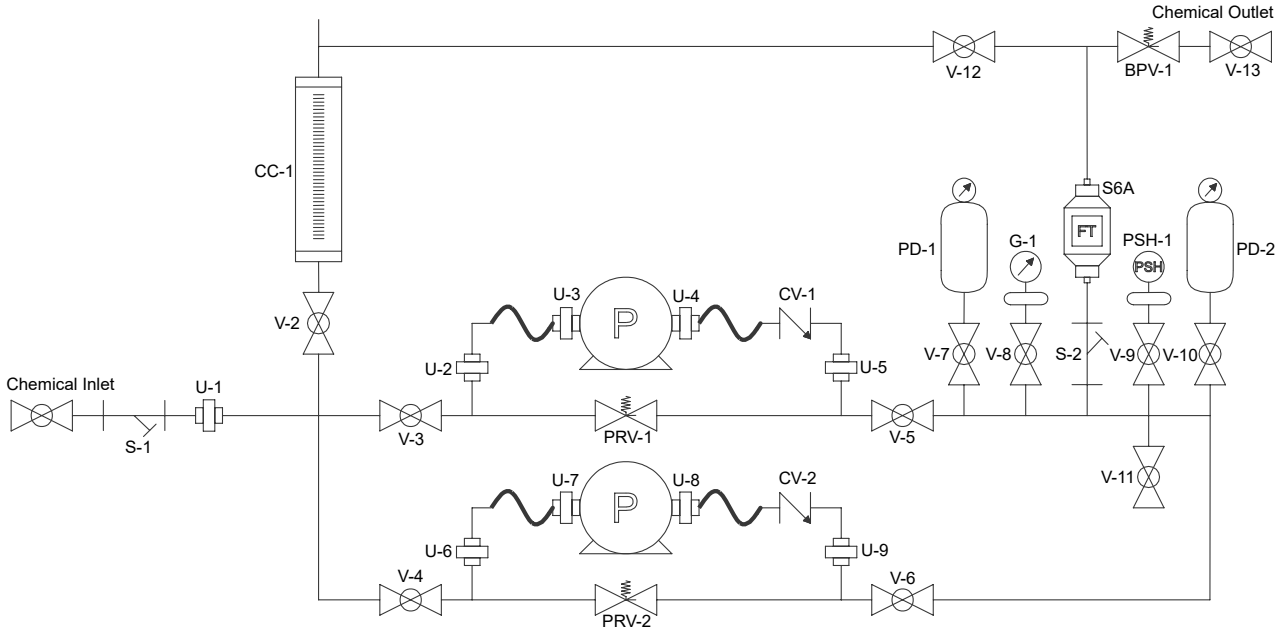 Chemical Outlet
V-12
BPV-1
V-13
CC-1
S6A
FT
PD-1
G-1
PSH-1
PSH
PD-2
U-3
P
U-4
CV-1
V-2
U-2
U-5
V-7
V-8
S-2
V-9
V-10
Chemical Inlet
U-1
S-1
V-3
PRV-1
V-5
U-7
P
U-8
CV-2
V-11
U-6
U-9
V-4
V-6
PRV-2